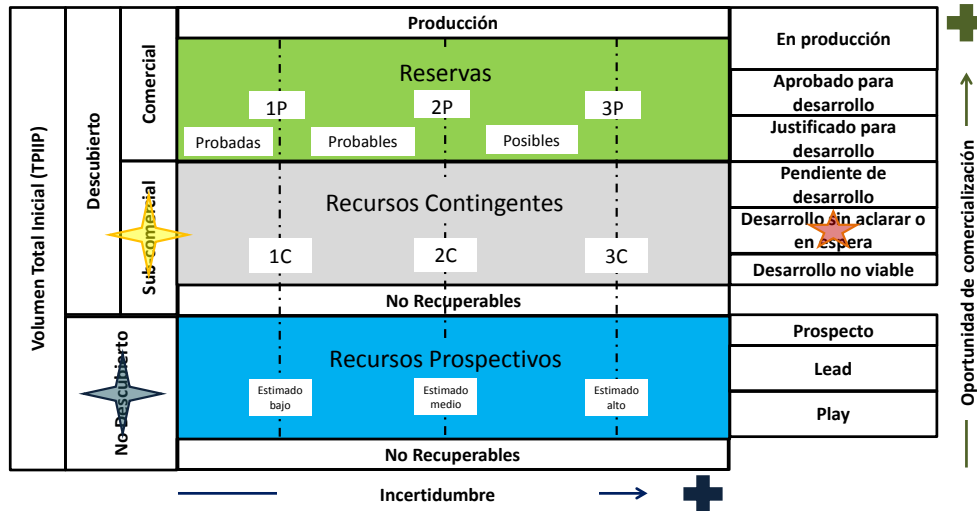 Producción
En producción
Reservas
Aprobado para
desarrollo
1P
2P
3P
Probadas
Probables
Posibles
Justificado para
desarrollo
Comercial
Descubierto
Volumen Total Inicial (TPIIP)
Sub-comercial
Recursos Contingentes
Pendiente de
desarrollo
Desarrollo sin aclarar o
en espera
1C
2C
3C
Desarrollo no viable
No Recuperables
No Descubierto
Recursos Prospectivos
Prospecto
Lead
Estimado
bajo
Estimado
medio
Estimado
alto
Play
No Recuperables
Incertidumbre
Oportunidad de comercialización